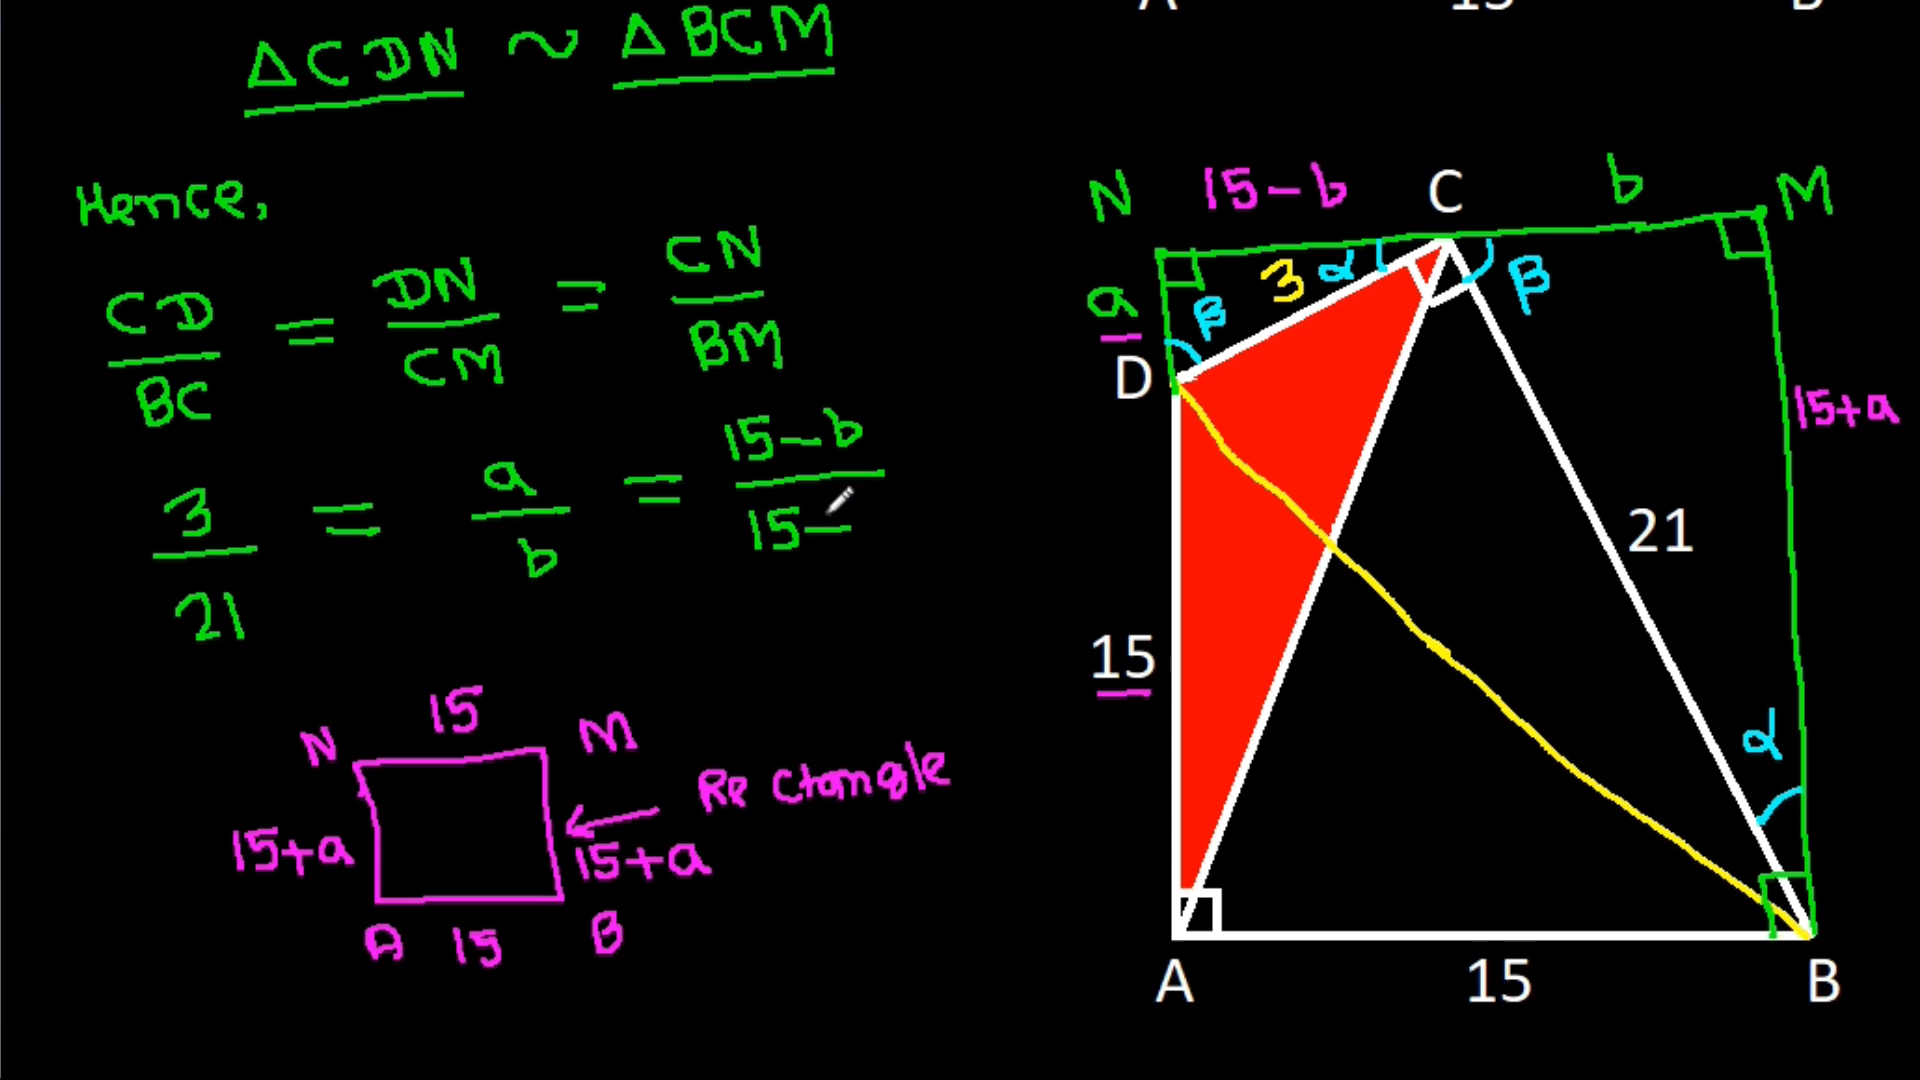 A 15 B
ΔCDN ~ ΔBCM
Hence,
CD/BC = DN/CM = CN/BM
3/21 = a/b = 15-b/15-
N 15 M
15+a 15+a
A 15 B
Rectangle
N 15-b C b M
a β 3 α β
D
15+a
21
15
α
A 15 B